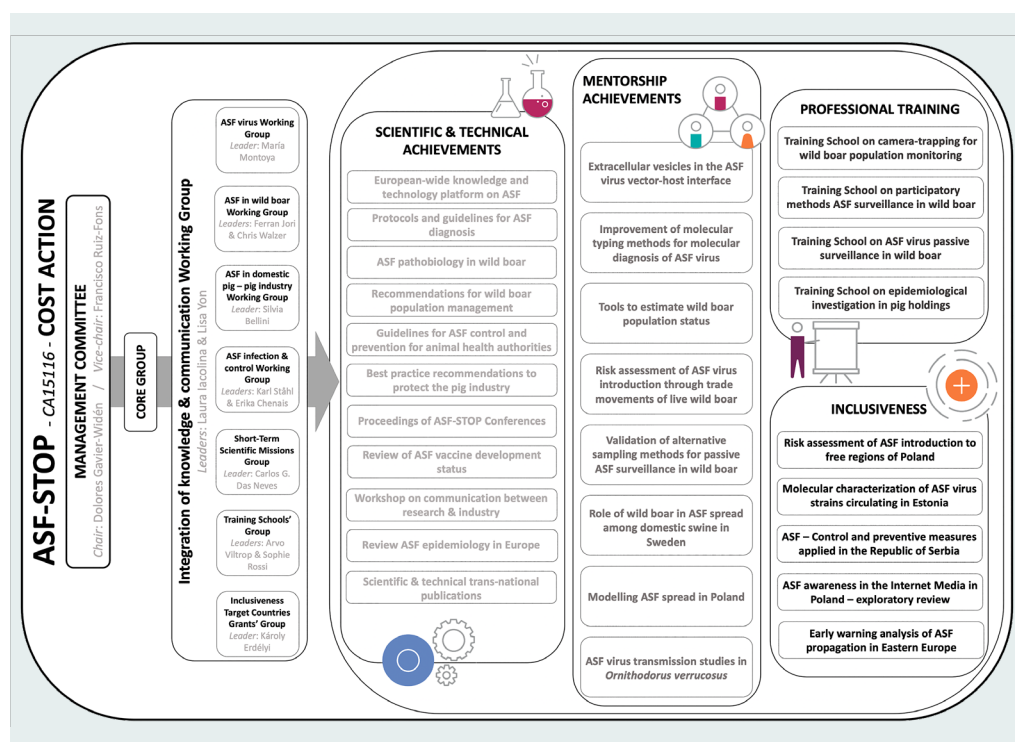 ASF-STOP - CA15116 - COST ACTION
MANAGEMENT COMMITTEE
Chair: Dolores Gavier-Widén / Vice-chair: Francisco Ruiz-Fons
CORE GROUP
Integration of knowledge & communication Working Group
Leaders: Laura Iacolina & Lisa Yon
ASF virus Working
Group
Leader: María
Montoya
ASF in wild boar
Working Group
Leaders: Ferran Jori
& Chris Walzer
ASF in domestic
pig – pig industry
Working Group
Leader: Silvia
Bellini
ASF infection &
control Working
Group
Leaders: Karl Ståhl
& Erika Chenais
Short-Term
Scientific Missions
Group
Leader: Carlos G.
Das Neves
Training Schools'
Group
Leaders: Arvo
Viltrop & Sophie
Rossi
Inclusiveness
Target Countries
Grants' Group
Leader: Károly
Erdélyi
SCIENTIFIC & TECHNICAL
ACHIEVEMENTS
European-wide knowledge and
technology platform on ASF
Protocols and guidelines for ASF
diagnosis
ASF pathobiology in wild boar
Recommendations for wild boar
population management
Guidelines for ASF control and
prevention for animal health authorities
Best practice recommendations to
protect the pig industry
Proceedings of ASF-STOP Conferences
Review of ASF vaccine development
status
Workshop on communication between
research & industry
Review ASF epidemiology in Europe
Scientific & technical trans-national
publications
MENTORSHIP
ACHIEVEMENTS
Extracellular vesicles in the ASF
virus vector-host interface
Improvement of molecular
typing methods for molecular
diagnosis of ASF virus
Tools to estimate wild boar
population status
Risk assessment of ASF virus
introduction through trade
movements of live wild boar
Validation of alternative
sampling methods for passive
ASF surveillance in wild boar
Role of wild boar in ASF spread
among domestic swine in
Sweden
Modelling ASF spread in Poland
ASF virus transmission studies in
Ornithodorus verrucosus
PROFESSIONAL TRAINING
Training School on camera-trapping for
wild boar population monitoring
Training School on participatory
methods ASF surveillance in wild boar
Training School on ASF virus passive
surveillance in wild boar
Training School on epidemiological
investigation in pig holdings
INCLUSIVENESS
Risk assessment of ASF introduction to
free regions of Poland
Molecular characterization of ASF virus
strains circulating in Estonia
ASF – Control and preventive measures
applied in the Republic of Serbia
ASF awareness in the Internet Media in
Poland – exploratory review
Early warning analysis of ASF
propagation in Eastern Europe